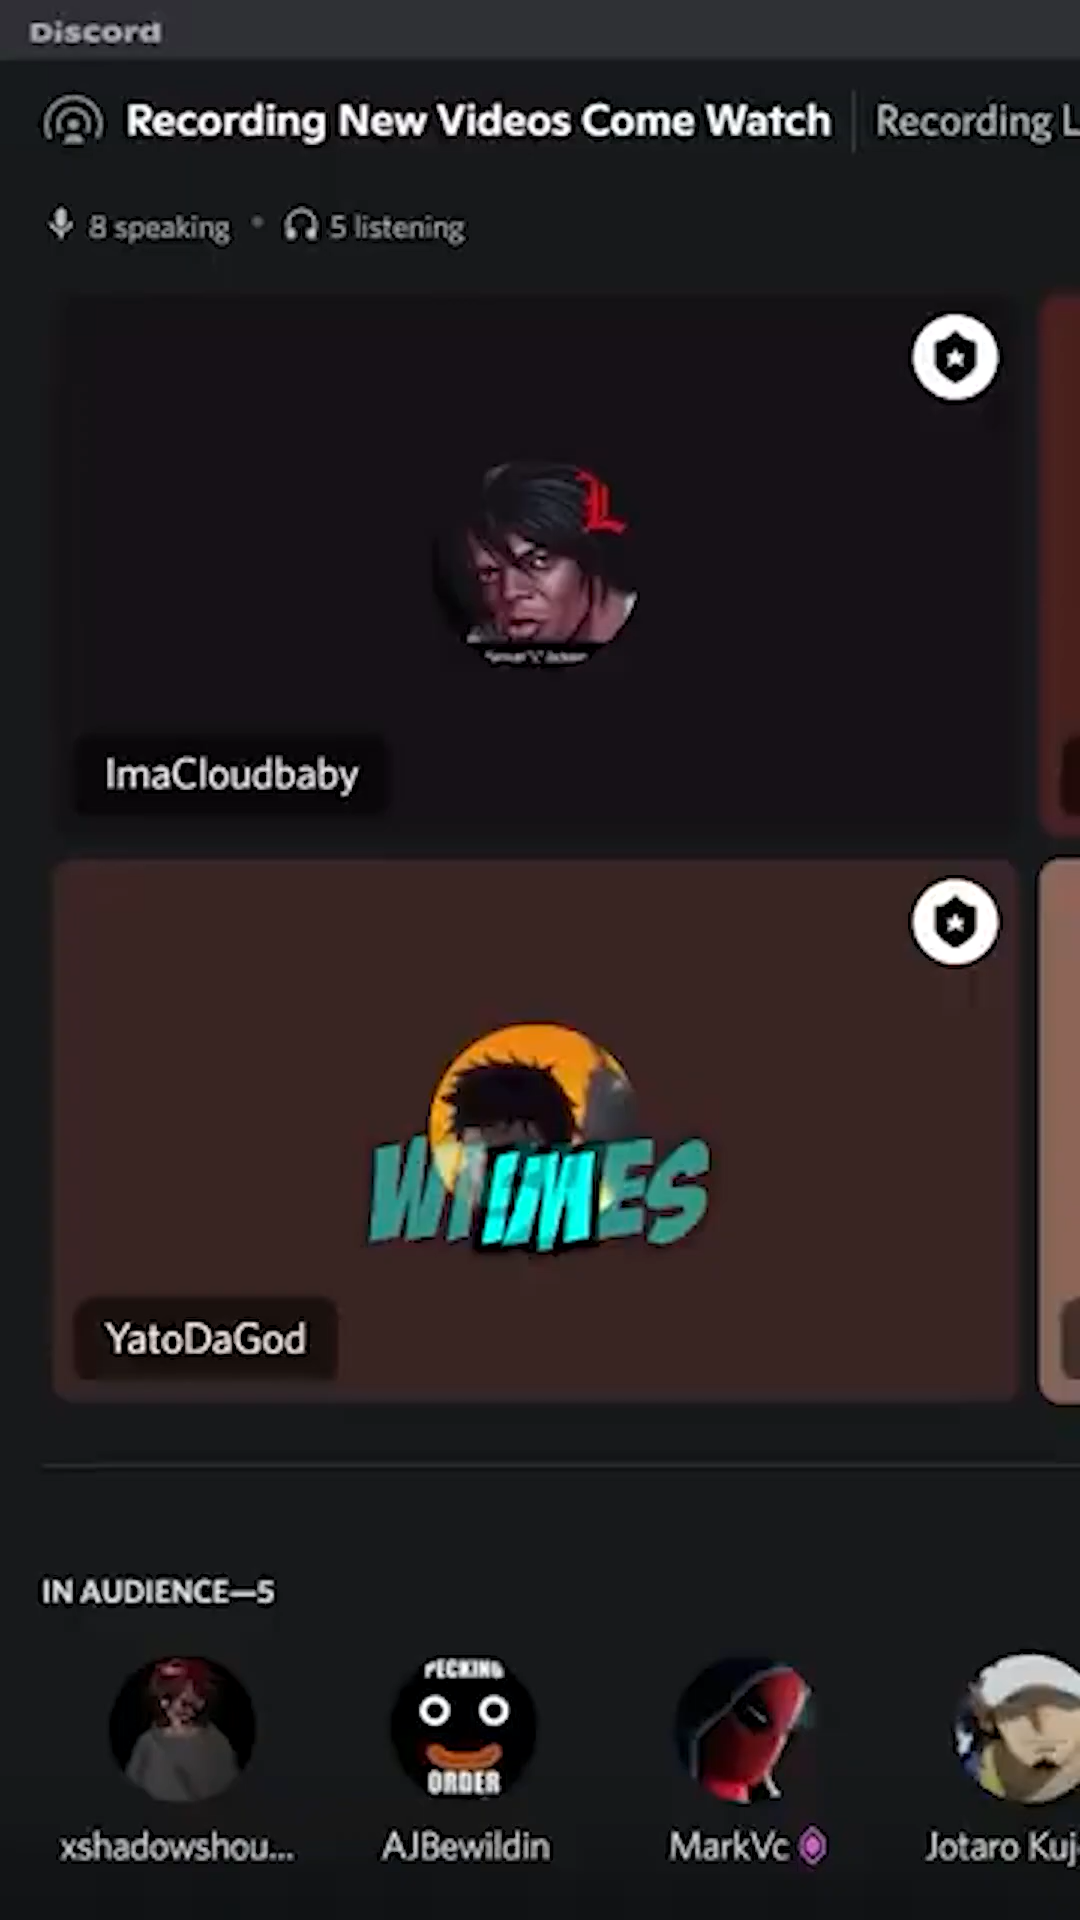 Discord
Recording New Videos Come Watch
Recording L
8 speaking • 5 listening
L
ImaCloudbaby
YatoDaGod
IN AUDIENCE—5
PECKING
ORDER
xshadowshou...
AJBewildin
MarkVc
Jotaro Kuj